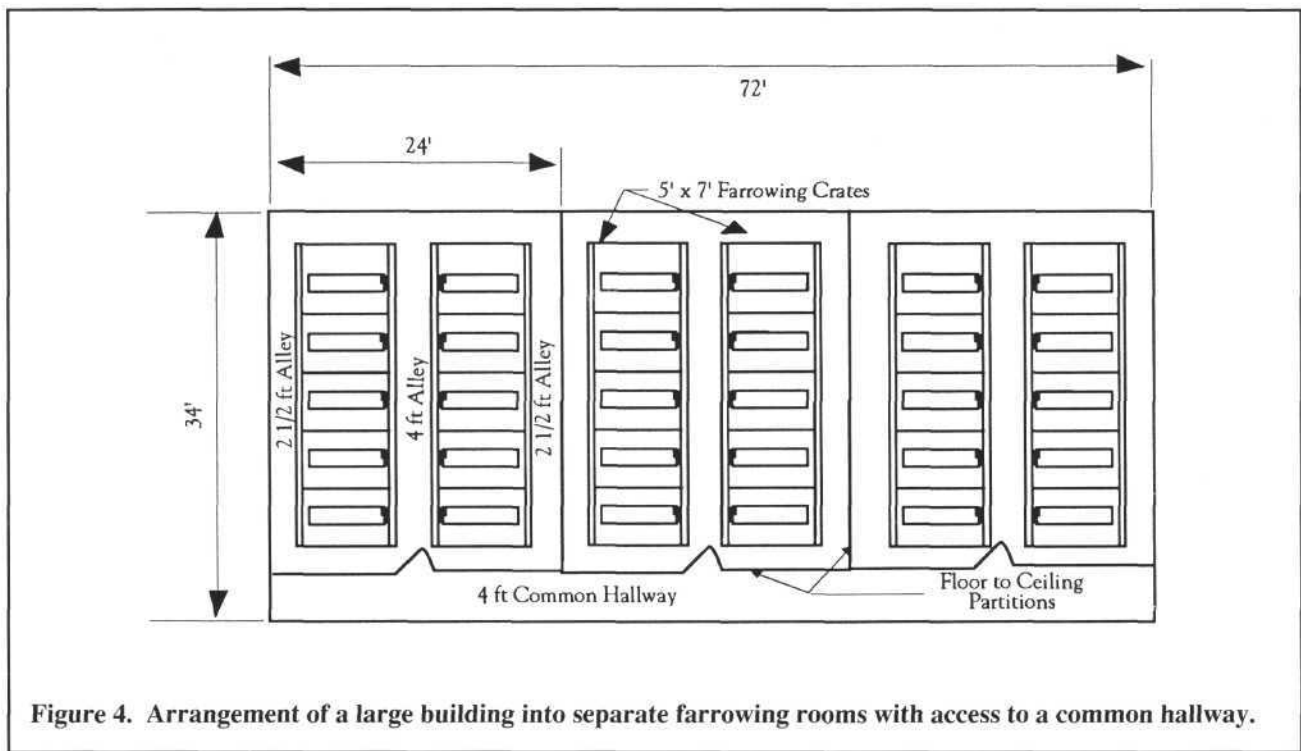 72'
24'
5' x 7' Farrowing Crates
34'
2 1/2 ft Alley
4 ft Alley
2 1/2 ft Alley
4 ft Common Hallway
Floor to Ceiling
Partitions
Figure 4. Arrangement of a large building into separate farrowing rooms with access to a common hallway.